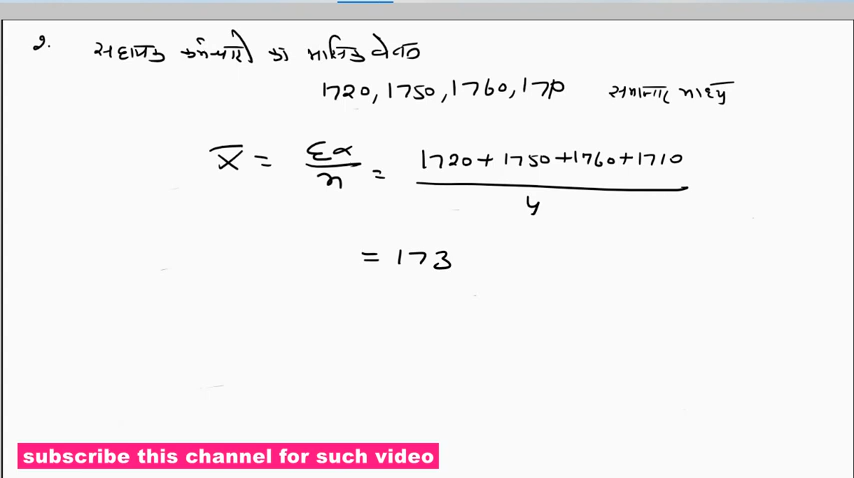 2. सहायक कर्मचारी का मासिक वेतन
1720, 1750, 1760, 1710 समान्तर माध्य
X̄ = Σx / n = 1720 + 1750 + 1760 + 1710 / 4
= 173
subscribe this channel for such video